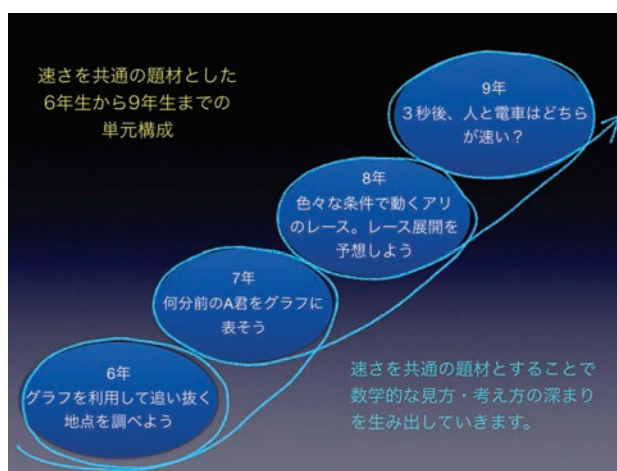 速さを共通の題材とした
6年生から9年生までの
単元構成
9年
3秒後、人と電車はどちら
が速い?
8年
色々な条件で動くアリ
のレース。レース展開を
予想しよう
7年
何分前のA君をグラフに
表そう
6年
グラフを利用して追い抜く
地点を調べよう
速さを共通の題材とすることで
数学的な見方・考え方の深まり
を生み出していきます。